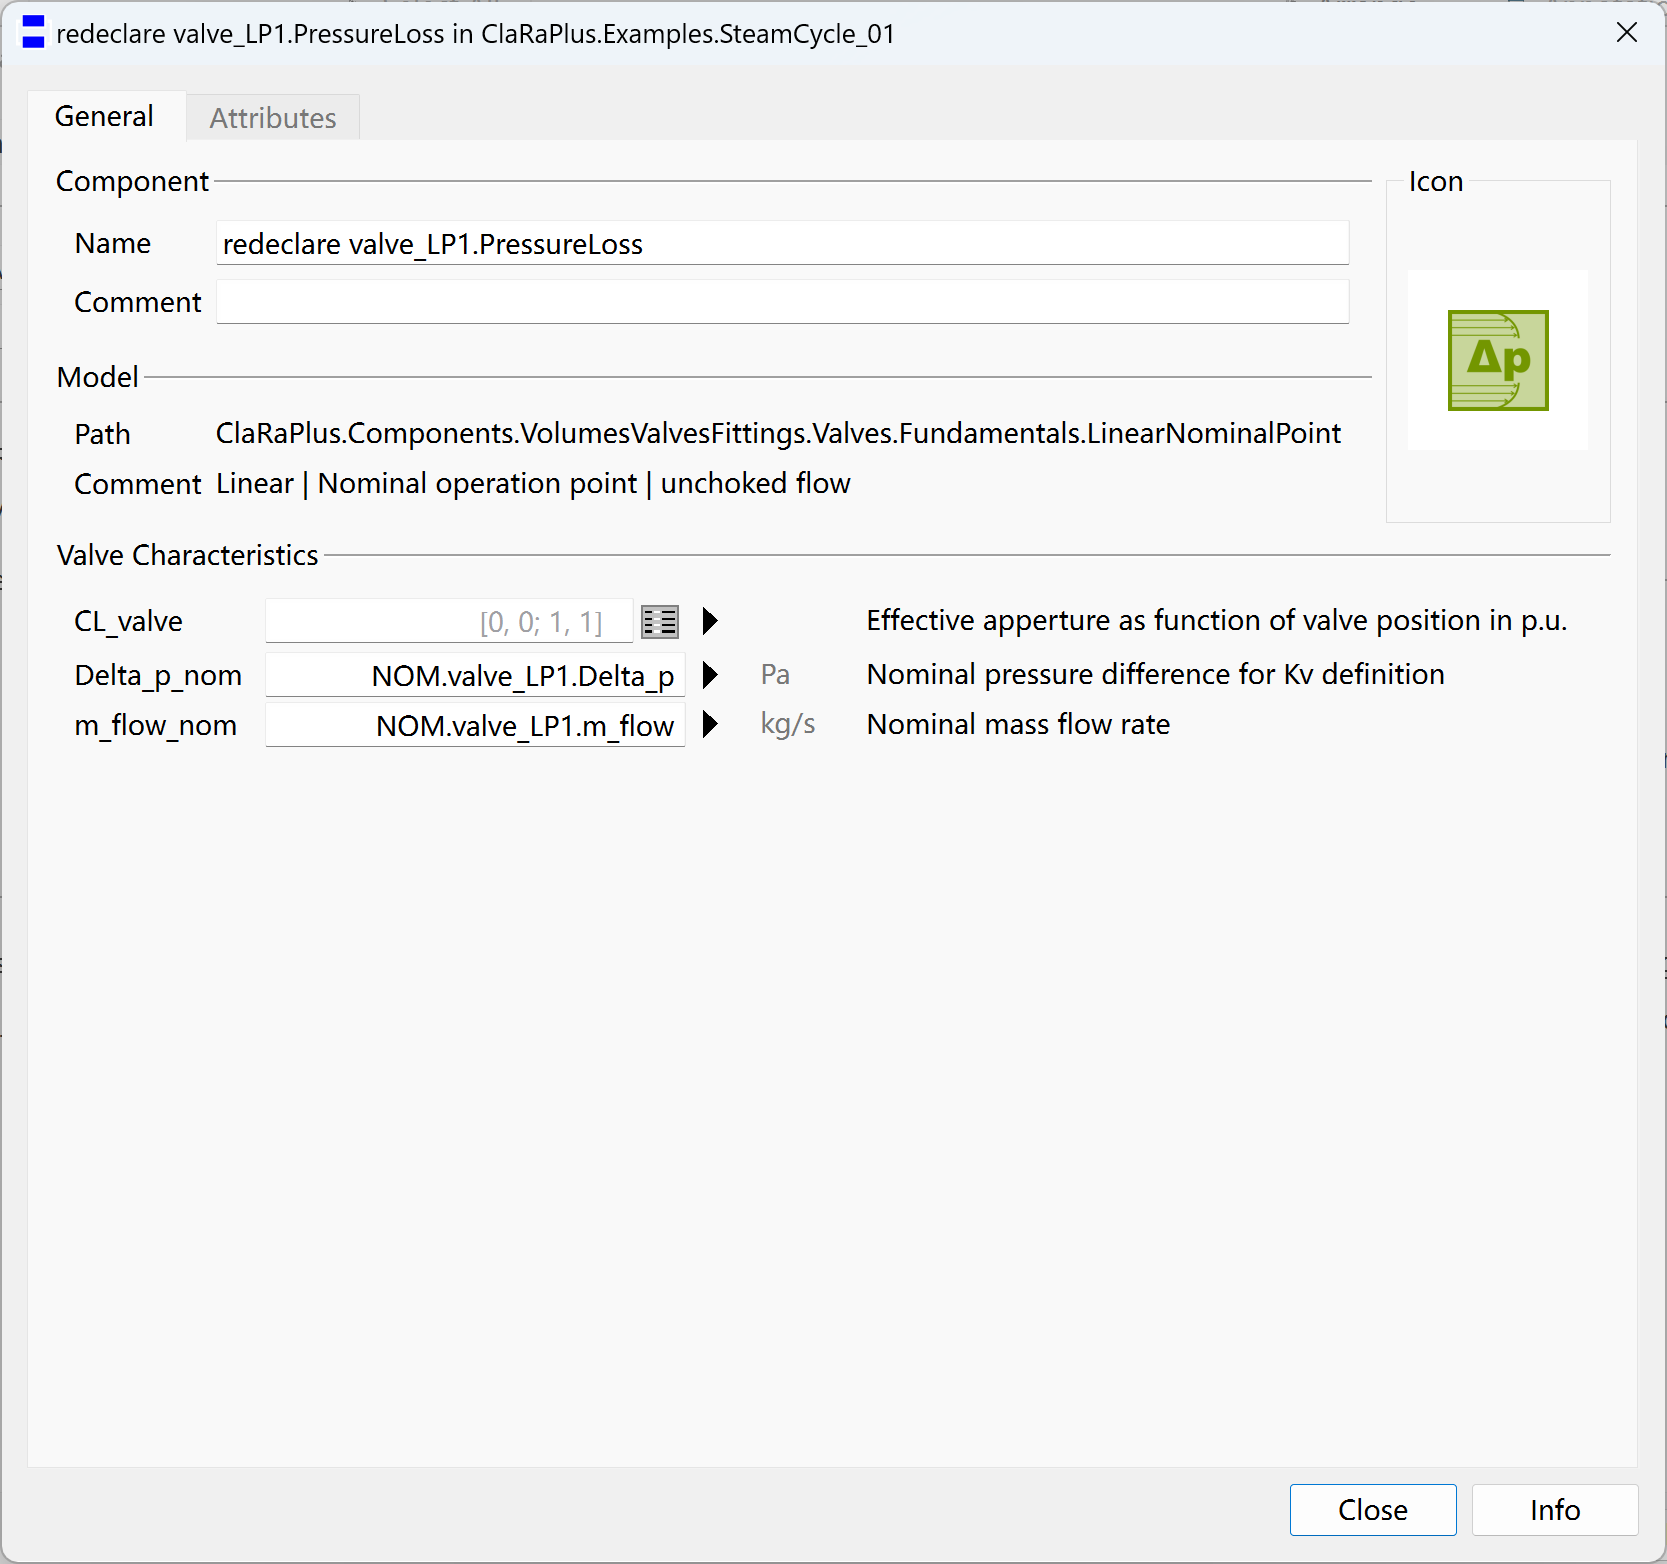 redeclare valve_LP1.PressureLoss in ClaRaPlus.Examples.SteamCycle_01
General Attributes
Component
Icon
Name redeclare valve_LP1.PressureLoss
Comment
Δp
Model
Path ClaRaPlus.Components.VolumesValvesFittings.Valves.Fundamentals.LinearNominalPoint
Comment Linear | Nominal operation point | unchoked flow
Valve Characteristics
CL_valve [0, 0; 1, 1] Effective apperture as function of valve position in p.u.
Delta_p_nom NOM.valve_LP1.Delta_p Pa Nominal pressure difference for Kv definition
m_flow_nom NOM.valve_LP1.m_flow kg/s Nominal mass flow rate
Close Info